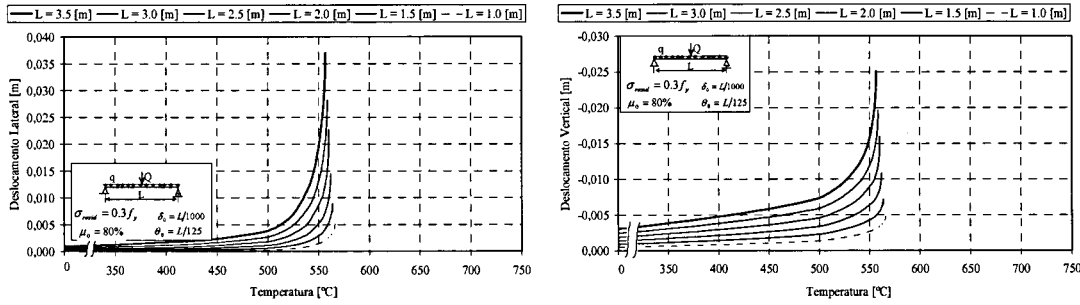 L = 3.5 [m] L = 3.0 [m] L = 2.5 [m] L = 2.0 [m] L = 1.5 [m] L = 1.0 [m]
Deslocamento Lateral [m]
0,040
0,035
0,030
0,025
0,020
0,015
0,010
0,005
0,000
q Q
L
σresid = 0.3fy δ0 = L/1000
μ0 = 80% θ0 = L/125
0 350 400 450 500 550 600 650 700 750
Temperatura [ºC]
L = 3.5 [m] L = 3.0 [m] L = 2.5 [m] L = 2.0 [m] L = 1.5 [m] L = 1.0 [m]
Deslocamento Vertical [m]
-0,030
-0,025
-0,020
-0,015
-0,010
-0,005
0,000
q Q
L
σresid = 0.3fy δ0 = L/1000
μ0 = 80% θ0 = L/125
0 350 400 450 500 550 600 650 700 750
Temperatura [ºC]